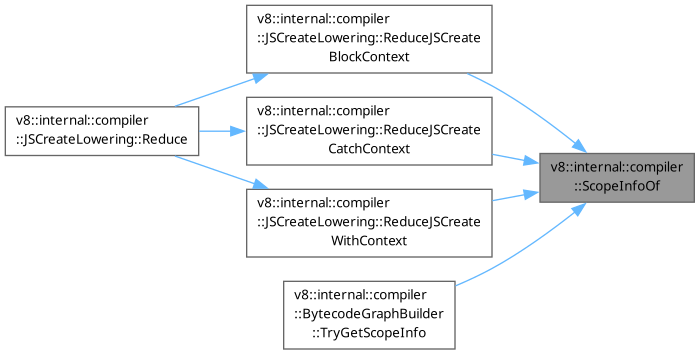 v8::internal::compiler
::JSCreateLowering::ReduceJSCreate
BlockContext
v8::internal::compiler
::JSCreateLowering::Reduce
v8::internal::compiler
::JSCreateLowering::ReduceJSCreate
CatchContext
v8::internal::compiler
::ScopeInfoOf
v8::internal::compiler
::JSCreateLowering::ReduceJSCreate
WithContext
v8::internal::compiler
::BytecodeGraphBuilder
::TryGetScopeInfo